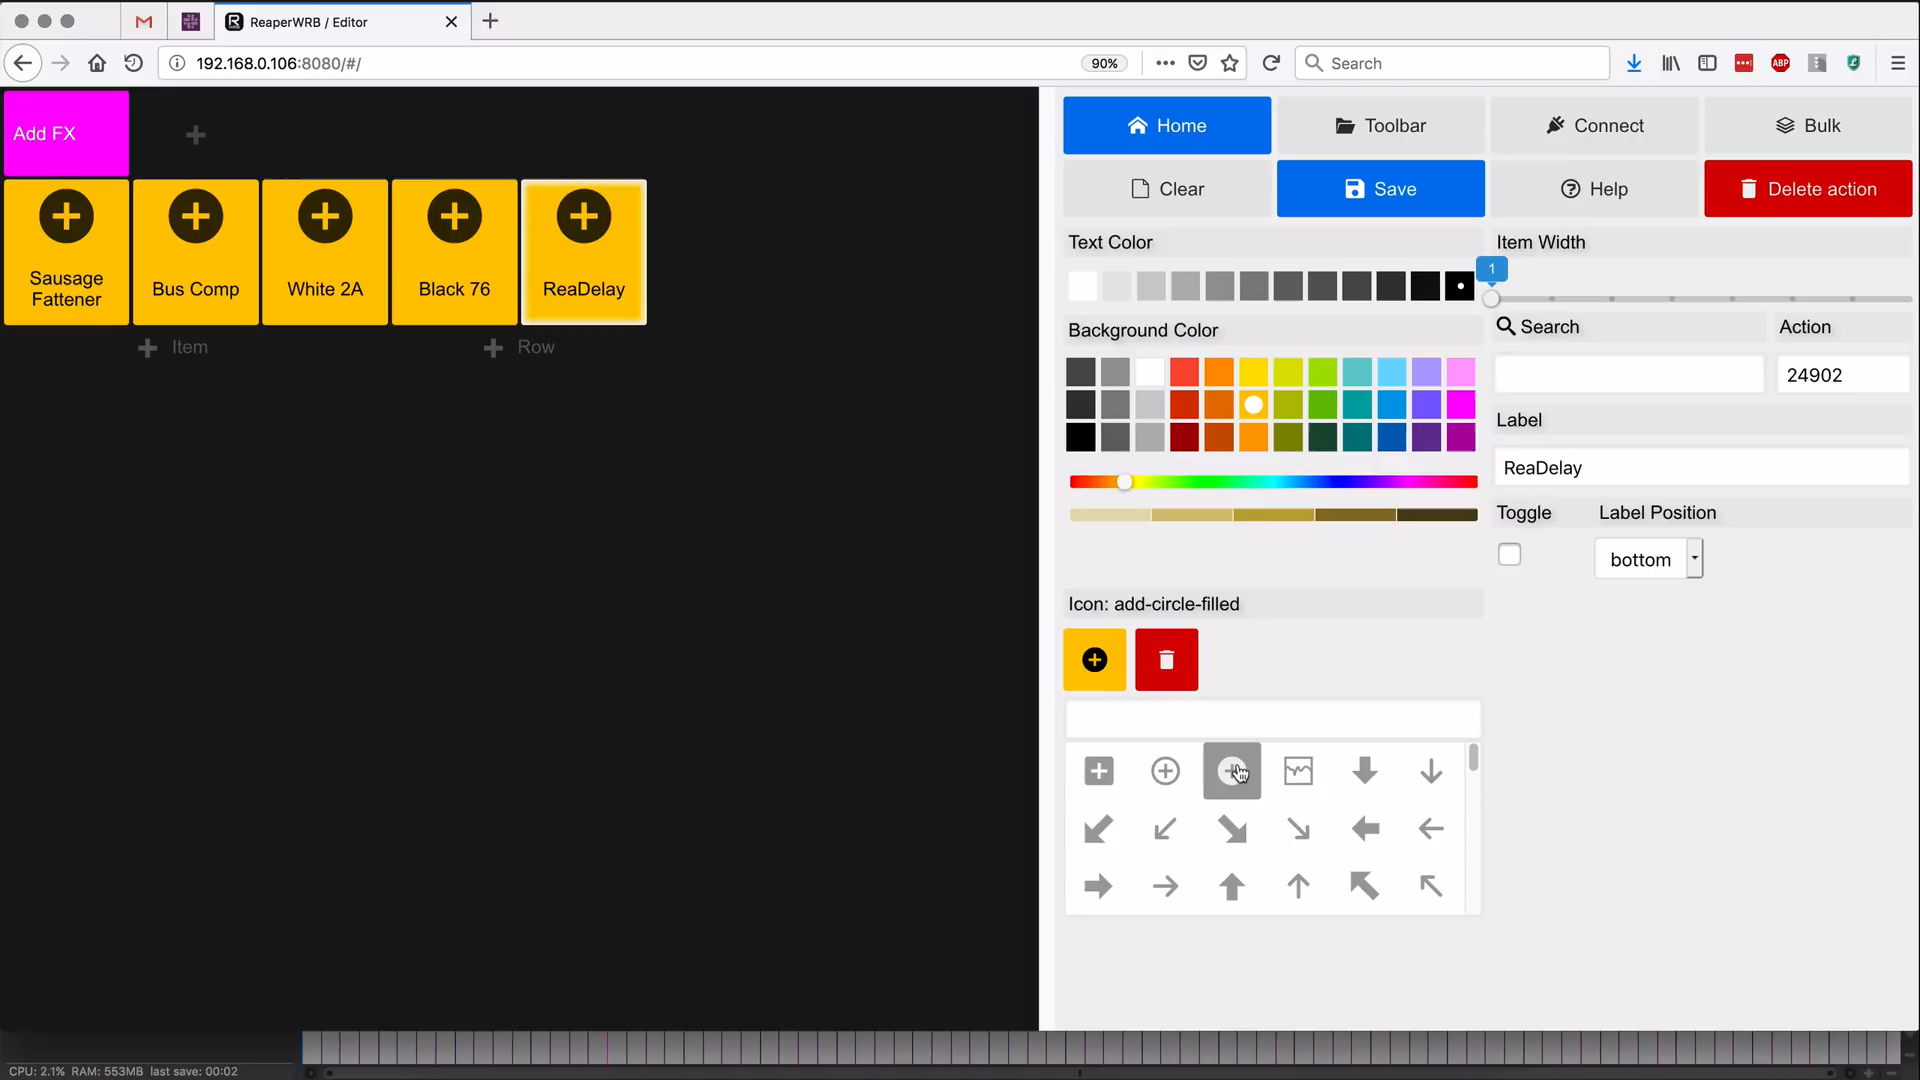 ReaperWRB / Editor
192.168.0.106:8080/#/
90%
Search
ABP
Add FX
Home
Toolbar
Connect
Bulk
Clear
Save
Help
Delete action
Sausage
Fattener
Bus Comp
White 2A
Black 76
ReaDelay
Item
Row
Text Color
Item Width
1
Background Color
Search
Action
24902
Label
ReaDelay
Toggle
Label Position
bottom
Icon: add-circle-filled
CPU: 2.1% RAM: 553MB last save: 00:02